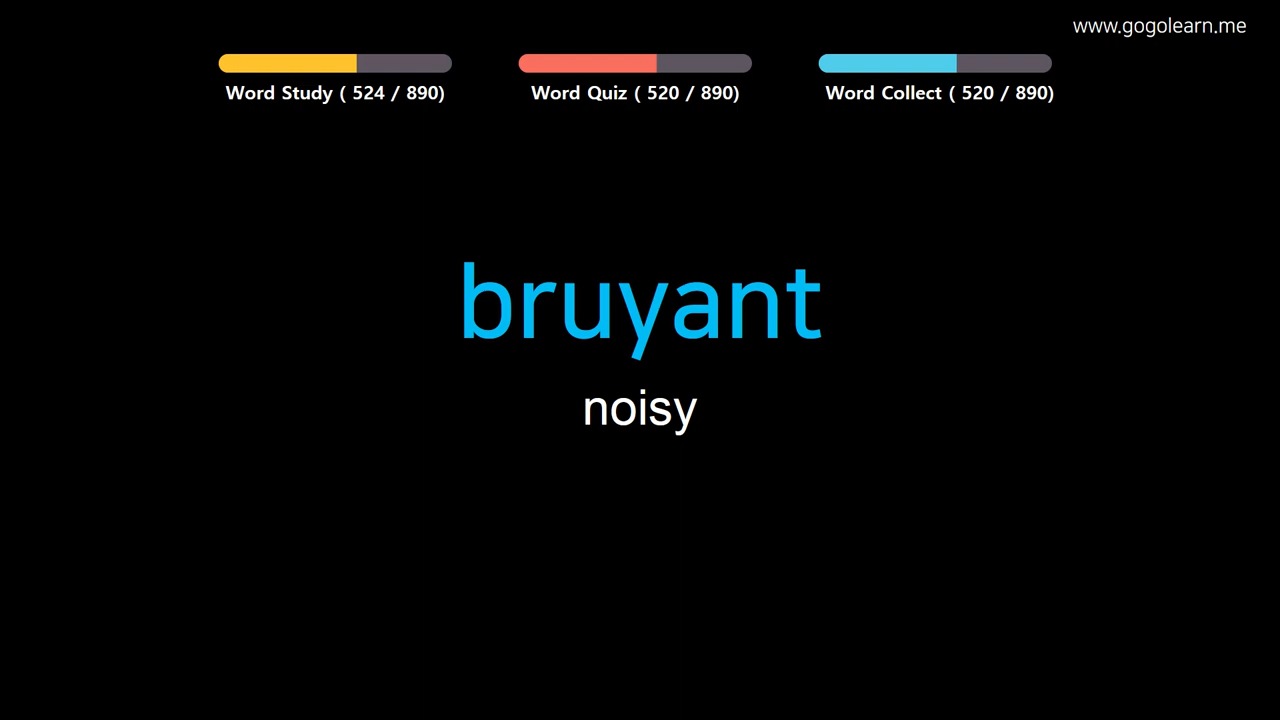 www.gogolearn.me
Word Study ( 524 / 890)
Word Quiz ( 520 / 890)
Word Collect ( 520 / 890)
bruyant
noisy